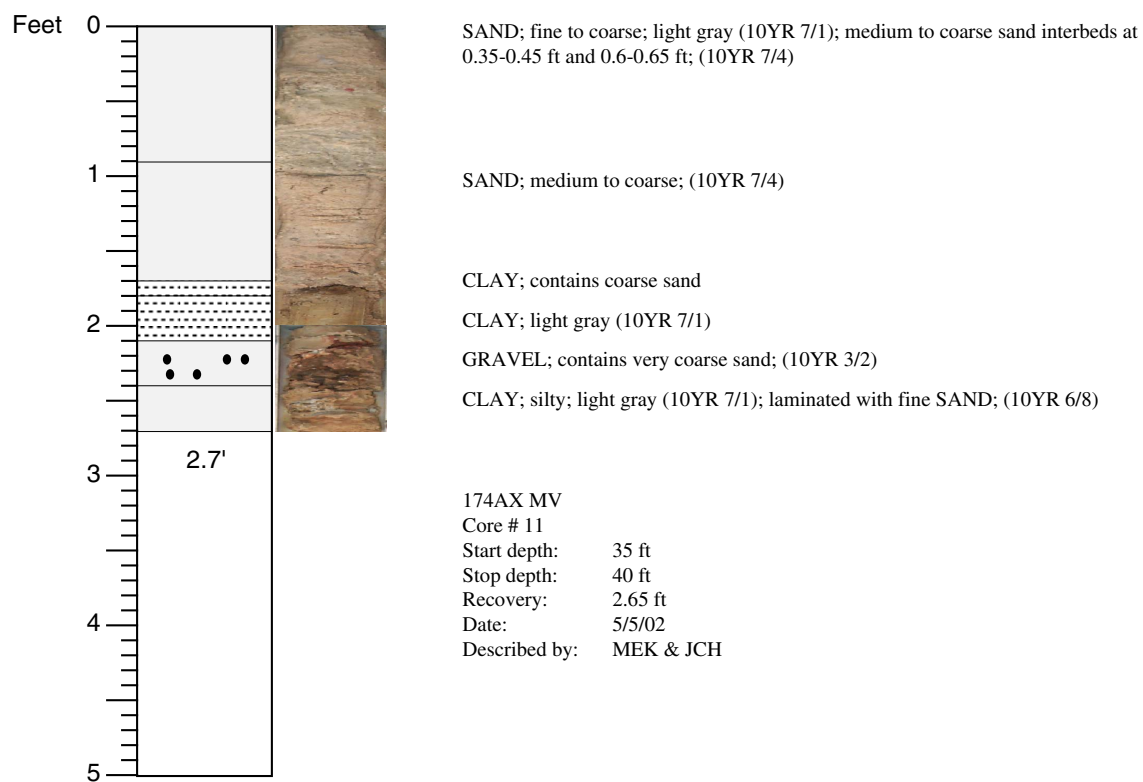 Feet
0
SAND; fine to coarse; light gray (10YR 7/1); medium to coarse sand interbeds at
0.35-0.45 ft and 0.6-0.65 ft; (10YR 7/4)
1
SAND; medium to coarse; (10YR 7/4)
CLAY; contains coarse sand
2
CLAY; light gray (10YR 7/1)
GRAVEL; contains very coarse sand; (10YR 3/2)
CLAY; silty; light gray (10YR 7/1); laminated with fine SAND; (10YR 6/8)
2.7'
3
174AX MV
Core # 11
Start depth: 35 ft
Stop depth: 40 ft
Recovery: 2.65 ft
4
Date: 5/5/02
Described by: MEK & JCH
5